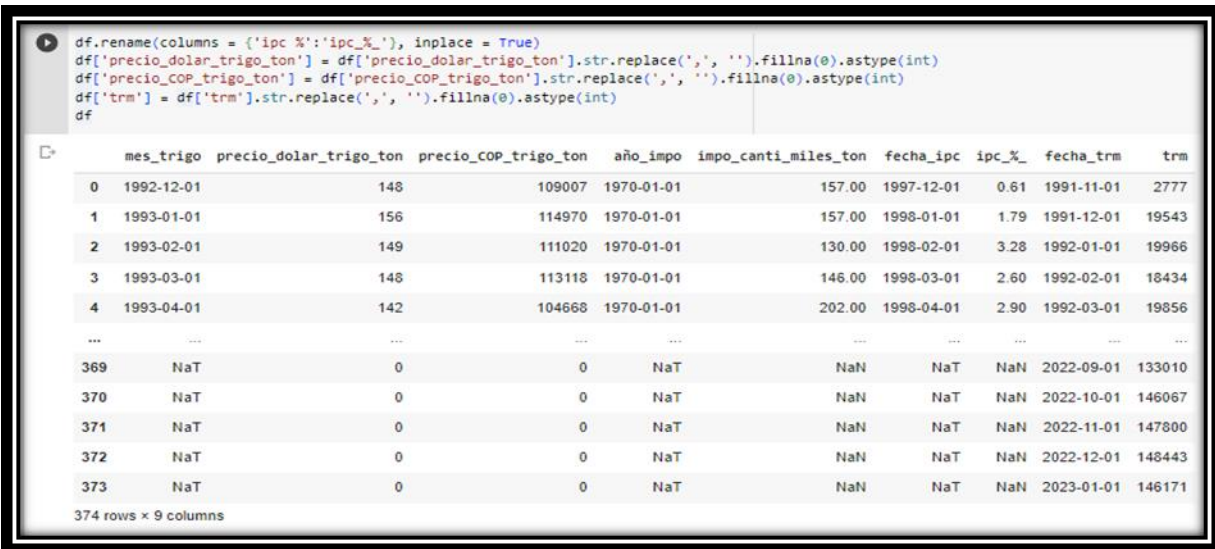 df.rename(columns = {'ipc %':'ipc_%_'}, inplace = True)
df['precio_dolar_trigo_ton'] = df['precio_dolar_trigo_ton'].str.replace(',', '').fillna(0).astype(int)
df['precio_COP_trigo_ton'] = df['precio_COP_trigo_ton'].str.replace(',', '').fillna(0).astype(int)
df['trm'] = df['trm'].str.replace(',', '').fillna(0).astype(int)
df
mes_trigo precio_dolar_trigo_ton precio_COP_trigo_ton año_impo impo_canti_miles_ton fecha_ipc ipc_%_ fecha_trm trm
0 1992-12-01 148 109007 1970-01-01 157.00 1997-12-01 0.61 1991-11-01 2777
1 1993-01-01 156 114970 1970-01-01 157.00 1998-01-01 1.79 1991-12-01 19543
2 1993-02-01 149 111020 1970-01-01 130.00 1998-02-01 3.28 1992-01-01 19966
3 1993-03-01 148 113118 1970-01-01 146.00 1998-03-01 2.60 1992-02-01 18434
4 1993-04-01 142 104668 1970-01-01 202.00 1998-04-01 2.90 1992-03-01 19856
... ... ... ... ... ... ... ... ... ...
369 NaT 0 0 NaT NaN NaT NaN 2022-09-01 133010
370 NaT 0 0 NaT NaN NaT NaN 2022-10-01 146067
371 NaT 0 0 NaT NaN NaT NaN 2022-11-01 147800
372 NaT 0 0 NaT NaN NaT NaN 2022-12-01 148443
373 NaT 0 0 NaT NaN NaT NaN 2023-01-01 146171
374 rows × 9 columns